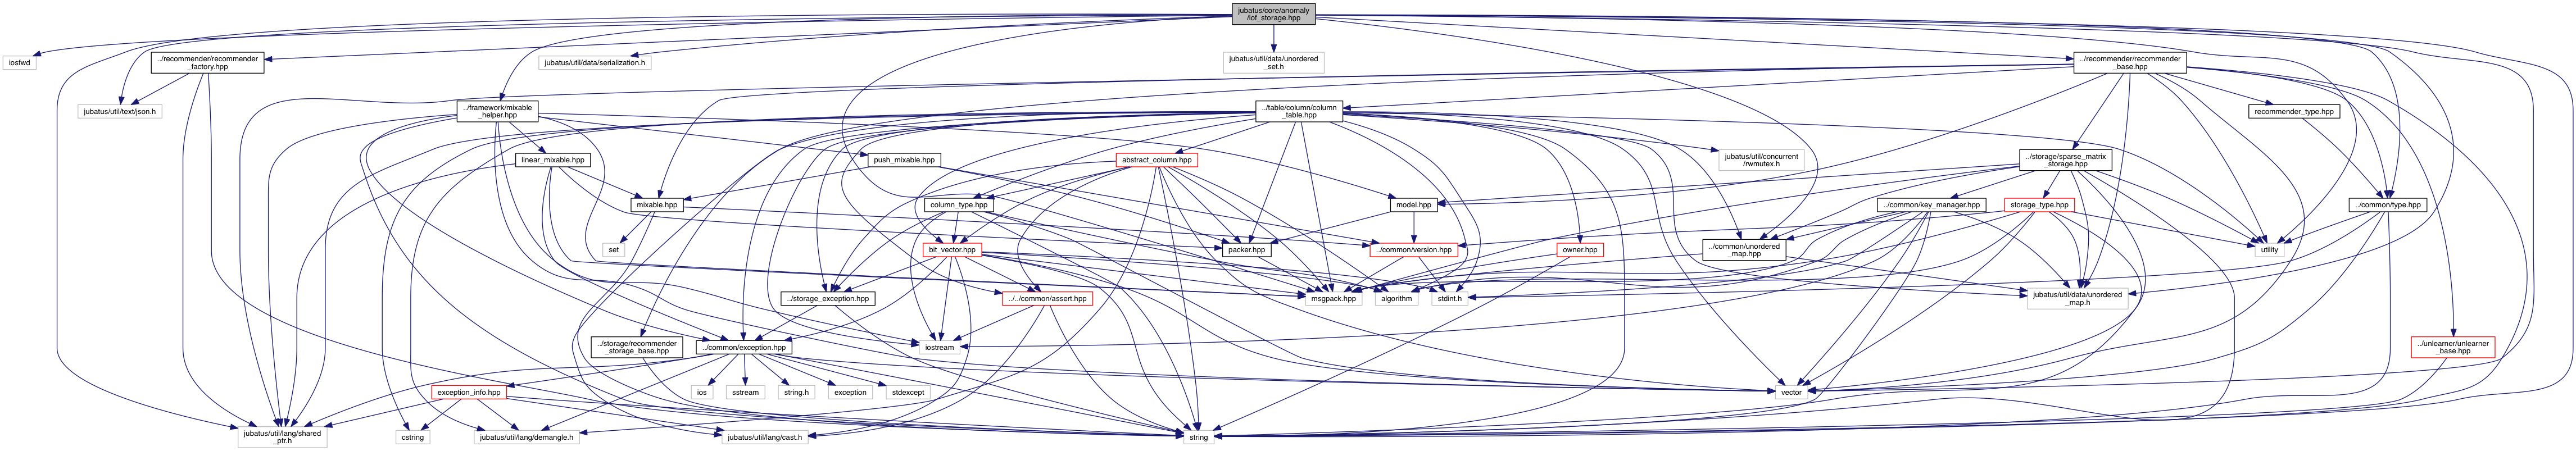 jubatus/core/anomaly
/lof_storage.hpp
iosfwd
../recommender/recommender
_factory.hpp
jubatus/util/data/serialization.h
jubatus/util/data/unordered
_set.h
../recommender/recommender
_base.hpp
jubatus/util/text/json.h
../framework/mixable
_helper.hpp
../table/column/column
_table.hpp
recommender_type.hpp
linear_mixable.hpp
push_mixable.hpp
abstract_column.hpp
jubatus/util/concurrent
/rwmutex.h
../storage/sparse_matrix
_storage.hpp
mixable.hpp
column_type.hpp
model.hpp
../common/key_manager.hpp
storage_type.hpp
../common/type.hpp
set
bit_vector.hpp
packer.hpp
../common/version.hpp
owner.hpp
../common/unordered
_map.hpp
utility
../storage_exception.hpp
../../common/assert.hpp
msgpack.hpp
algorithm
stdint.h
jubatus/util/data/unordered
_map.h
../storage/recommender
_storage_base.hpp
../common/exception.hpp
iostream
../unlearner/unlearner
_base.hpp
exception_info.hpp
ios
sstream
string.h
exception
stdexcept
vector
jubatus/util/lang/shared
_ptr.h
cstring
jubatus/util/lang/demangle.h
jubatus/util/lang/cast.h
string